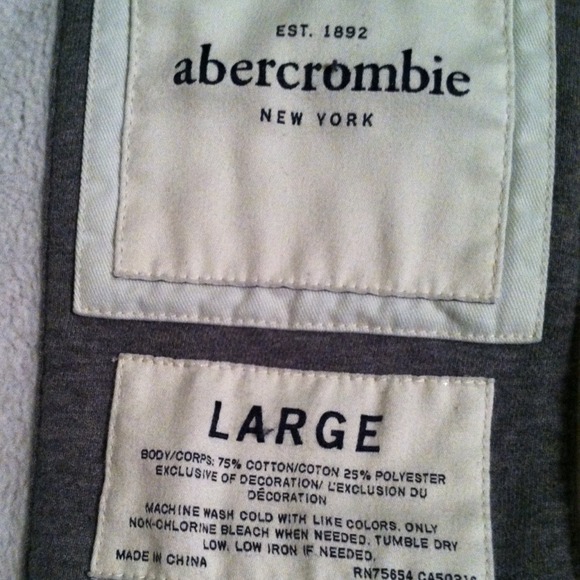 EST. 1892
abercrombie
NEW YORK
LARGE
BODY/CORPS: 75% COTTON/COTON 25% POLYESTER
EXCLUSIVE OF DECORATION/ L'EXCLUSION DU
DÉCORATION
MACHINE WASH COLD WITH LIKE COLORS. ONLY
NON-CHLORINE BLEACH WHEN NEEDED. TUMBLE DRY
LOW. LOW IRON IF NEEDED.
MADE IN CHINA
RN75654